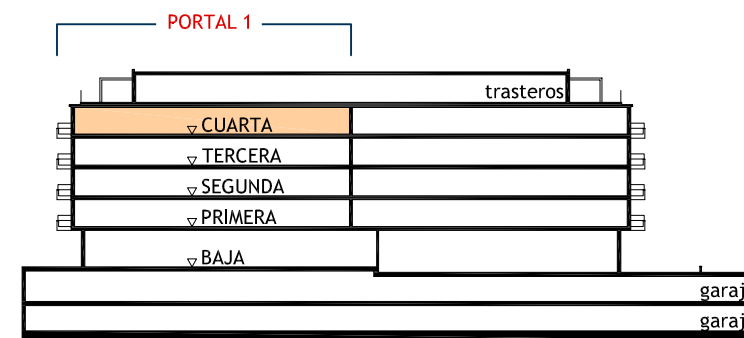 PORTAL 1
trasteros
CUARTA
TERCERA
SEGUNDA
PRIMERA
BAJA
garaj
garaj